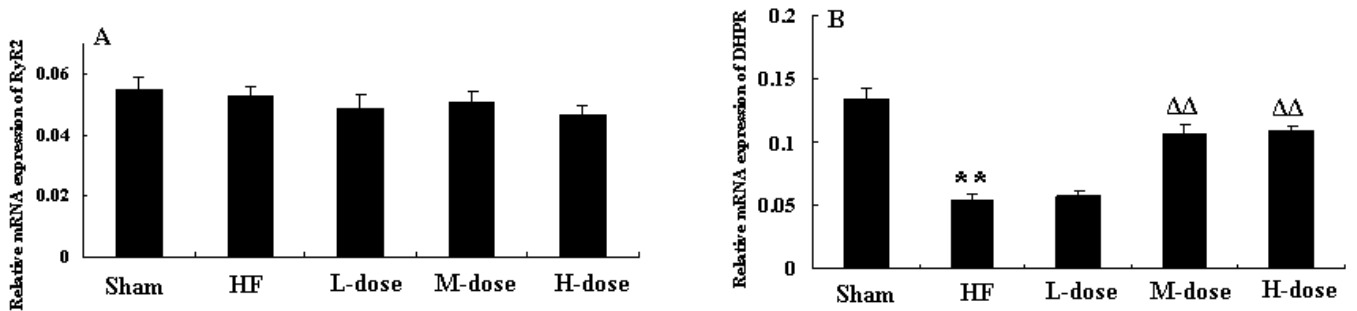 A
Relative mRNA expression of RyR2
0.06
0.04
0.02
0
Sham HF L-dose M-dose H-dose
B
Relative mRNA expression of DHPR
0.2
0.15
0.1
0.05
0
**
ΔΔ ΔΔ
Sham HF L-dose M-dose H-dose